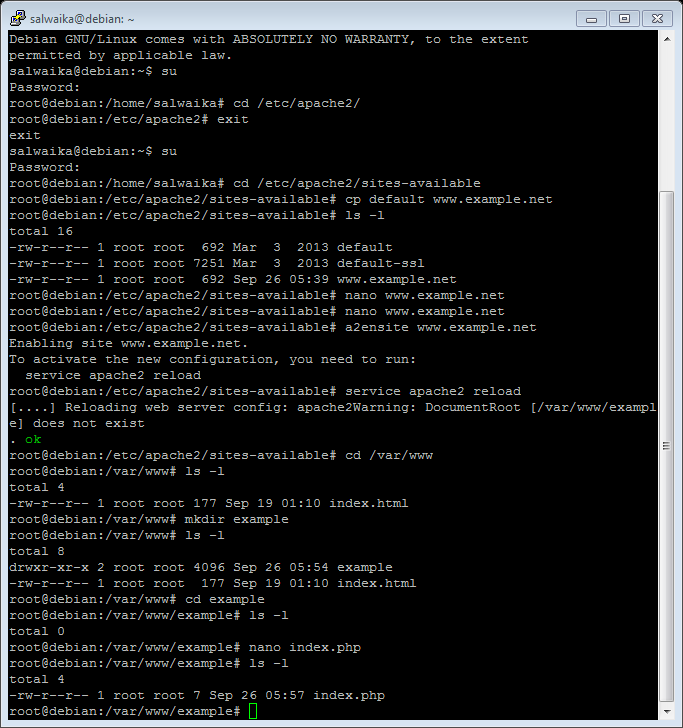 salwaika@debian: ~
Debian GNU/Linux comes with ABSOLUTELY NO WARRANTY, to the extent
permitted by applicable law.
salwaika@debian:~$ su
Password:
root@debian:/home/salwaika# cd /etc/apache2/
root@debian:/etc/apache2# exit
exit
salwaika@debian:~$ su
Password:
root@debian:/home/salwaika# cd /etc/apache2/sites-available
root@debian:/etc/apache2/sites-available# cp default www.example.net
root@debian:/etc/apache2/sites-available# ls -l
total 16
-rw-r--r-- 1 root root  692 Mar  3  2013 default
-rw-r--r-- 1 root root 7251 Mar  3  2013 default-ssl
-rw-r--r-- 1 root root  692 Sep 26 05:39 www.example.net
root@debian:/etc/apache2/sites-available# nano www.example.net
root@debian:/etc/apache2/sites-available# nano www.example.net
root@debian:/etc/apache2/sites-available# a2ensite www.example.net
Enabling site www.example.net.
To activate the new configuration, you need to run:
  service apache2 reload
root@debian:/etc/apache2/sites-available# service apache2 reload
[....] Reloading web server config: apache2Warning: DocumentRoot [/var/www/exampl
e] does not exist
. ok
root@debian:/etc/apache2/sites-available# cd /var/www
root@debian:/var/www# ls -l
total 4
-rw-r--r-- 1 root root 177 Sep 19 01:10 index.html
root@debian:/var/www# mkdir example
root@debian:/var/www# ls -l
total 8
drwxr-xr-x 2 root root 4096 Sep 26 05:54 example
-rw-r--r-- 1 root root  177 Sep 19 01:10 index.html
root@debian:/var/www# cd example
root@debian:/var/www/example# ls -l
total 0
root@debian:/var/www/example# nano index.php
root@debian:/var/www/example# ls -l
total 4
-rw-r--r-- 1 root root 7 Sep 26 05:57 index.php
root@debian:/var/www/example#